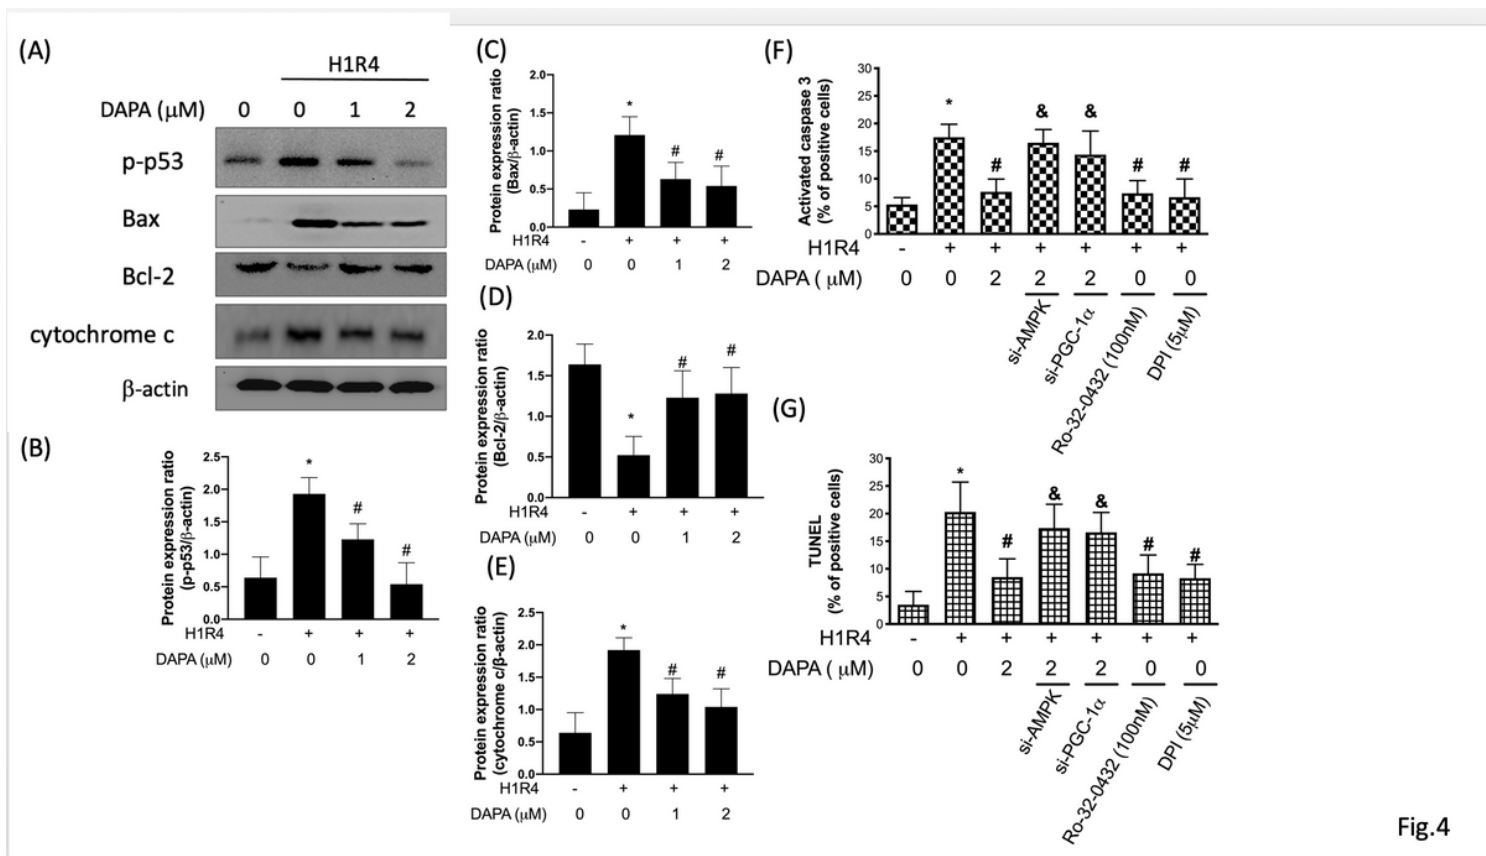 (A)
H1R4
DAPA (μM) 0 0 1 2
p-p53
Bax
Bcl-2
cytochrome c
β-actin
(B)
Protein expression ratio
(p-p53/β-actin)
2.5
2.0
1.5
1.0
0.5
0.0
* # #
H1R4 - + + +
DAPA (μM) 0 0 1 2
(C)
Protein expression ratio
(Bax/β-actin)
2.0
1.5
1.0
0.5
0.0
* # #
H1R4 - + + +
DAPA (μM) 0 0 1 2
(D)
Protein expression ratio
(Bcl-2/β-actin)
2.0
1.5
1.0
0.5
0.0
* # #
H1R4 - + + +
DAPA (μM) 0 0 1 2
(E)
Protein expression ratio
(cytochrome c/β-actin)
2.5
2.0
1.5
1.0
0.5
0.0
* # #
H1R4 - + + +
DAPA (μM) 0 0 1 2
(F)
Activated caspase 3
(% of positive cells)
30
25
20
15
10
5
0
* # & & # #
H1R4 - + + + + + +
DAPA ( μM) 0 0 2 2 2 0 0
si-AMPK
si-PGC-1α
Ro-32-0432 (100nM)
DPI (5μM)
(G)
TUNEL
(% of positive cells)
30
25
20
15
10
5
0
* # & & # #
H1R4 - + + + + + +
DAPA ( μM) 0 0 2 2 2 0 0
si-AMPK
si-PGC-1α
Ro-32-0432 (100nM)
DPI (5μM)
Fig.4